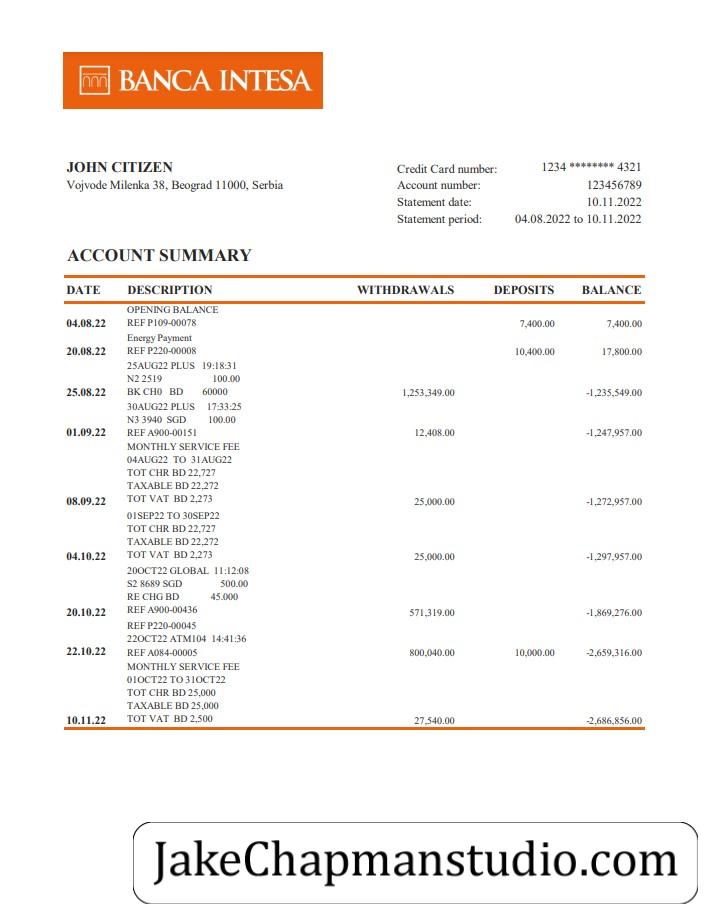 BANCA INTESA
JOHN CITIZEN
Vojvode Milenka 38, Beograd 11000, Serbia
Credit Card number: 1234 ******** 4321
Account number: 123456789
Statement date: 10.11.2022
Statement period: 04.08.2022 to 10.11.2022
ACCOUNT SUMMARY
DATE DESCRIPTION WITHDRAWALS DEPOSITS BALANCE
OPENING BALANCE
04.08.22 REF P109-00078 7,400.00 7,400.00
Energy Payment
20.08.22 REF P220-00008 10,400.00 17,800.00
25AUG22 PLUS 19:18:31
N2 2519 100.00
25.08.22 BK CH0 BD 60000 1,253,349.00 -1,235,549.00
30AUG22 PLUS 17:33:25
N3 3940 SGD 100.00
01.09.22 REF A900-00151 12,408.00 -1,247,957.00
MONTHLY SERVICE FEE
04AUG22 TO 31AUG22
TOT CHR BD 22,727
TAXABLE BD 22,272
08.09.22 TOT VAT BD 2,273 25,000.00 -1,272,957.00
01SEP22 TO 30SEP22
TOT CHR BD 22,727
TAXABLE BD 22,272
04.10.22 TOT VAT BD 2,273 25,000.00 -1,297,957.00
20OCT22 GLOBAL 11:12:08
S2 8689 SGD 500.00
RE CHG BD 45.000
20.10.22 REF A900-00436 571,319.00 -1,869,276.00
REF P220-00045
22OCT22 ATM104 14:41:36
22.10.22 REF A084-00005 800,040.00 10,000.00 -2,659,316.00
MONTHLY SERVICE FEE
01OCT22 TO 31OCT22
TOT CHR BD 25,000
TAXABLE BD 25,000
10.11.22 TOT VAT BD 2,500 27,540.00 -2,686,856.00
JakeChapmanstudio.com